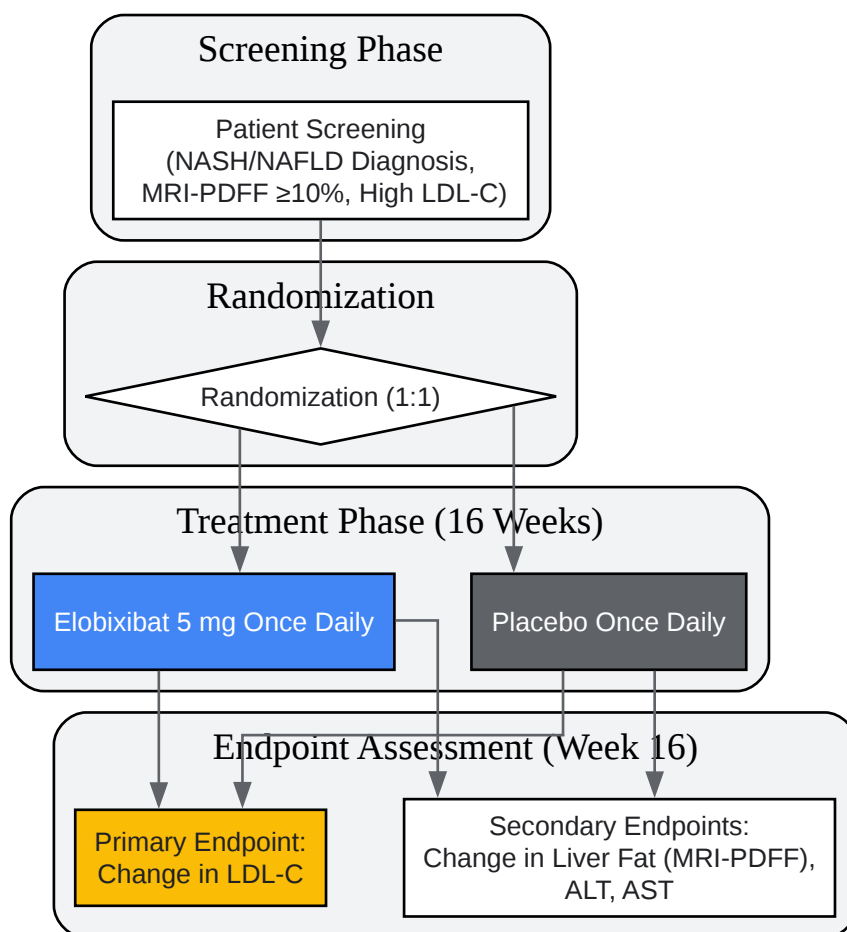 Screening Phase
Patient Screening
(NASH/NAFLD Diagnosis,
MRI-PDFF ≥10%, High LDL-C)
Randomization
Randomization (1:1)
Treatment Phase (16 Weeks)
Elobixibat 5 mg Once Daily
Placebo Once Daily
Endpoint Assessment (Week 16)
Primary Endpoint:
Change in LDL-C
Secondary Endpoints:
Change in Liver Fat (MRI-PDFF),
ALT, AST